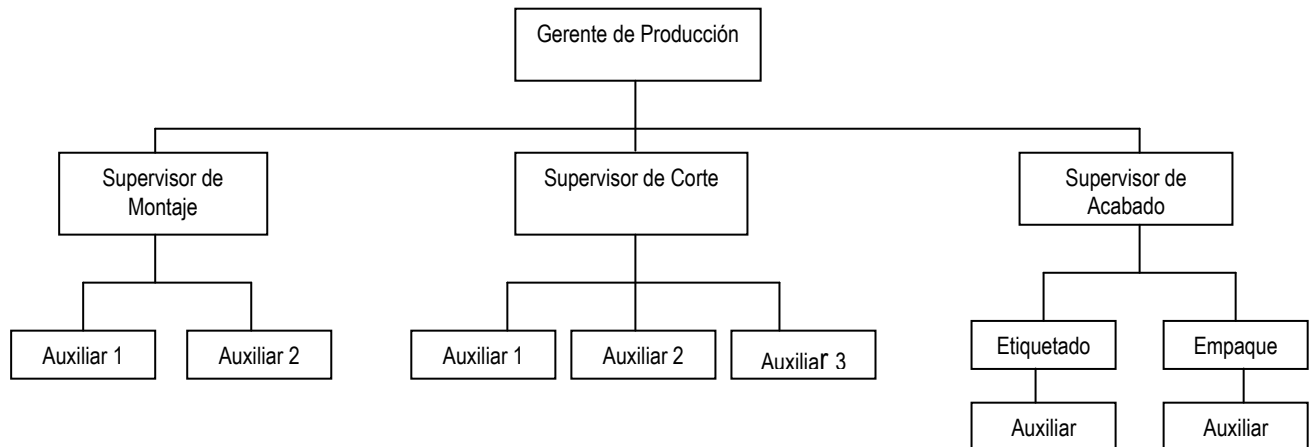 Gerente de Producción
Supervisor de
Montaje
Supervisor de Corte
Supervisor de
Acabado
Auxiliar 1
Auxiliar 2
Auxiliar 1
Auxiliar 2
Auxiliar 3
Etiquetado
Empaque
Auxiliar
Auxiliar